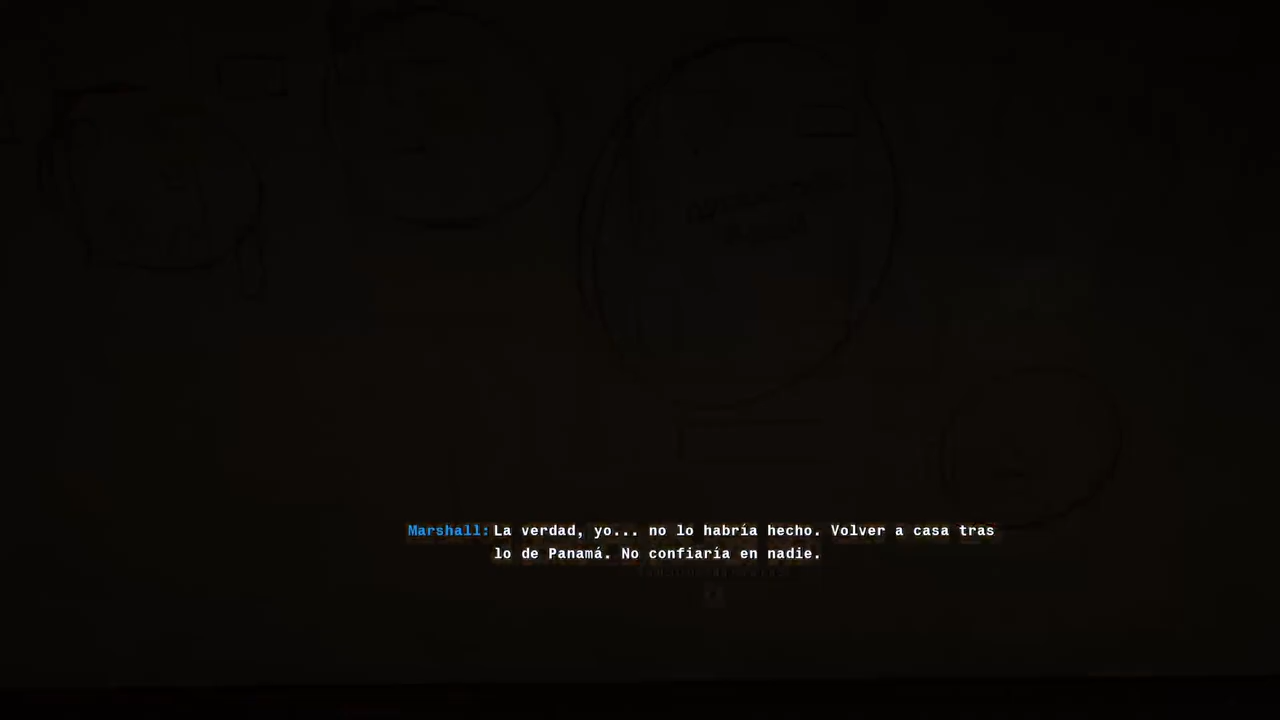 Marshall: La verdad, yo... no lo habría hecho. Volver a casa tras
lo de Panamá. No confiaría en nadie.